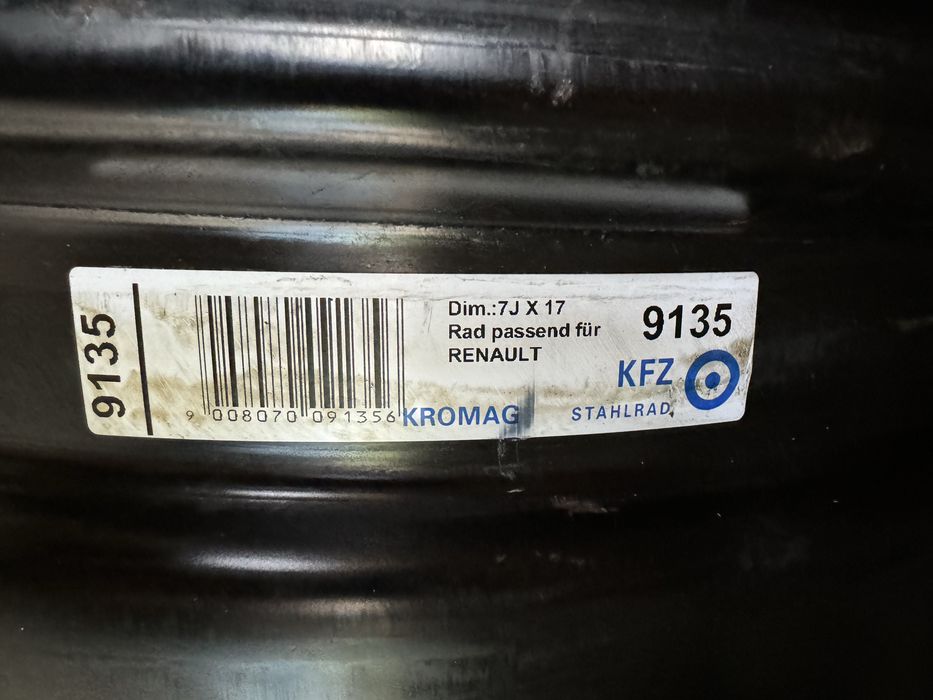 9135
9 008070 091356
Dim.:7J X 17
Rad passend für
RENAULT
9135
KFZ
KROMAG
STAHLRAD